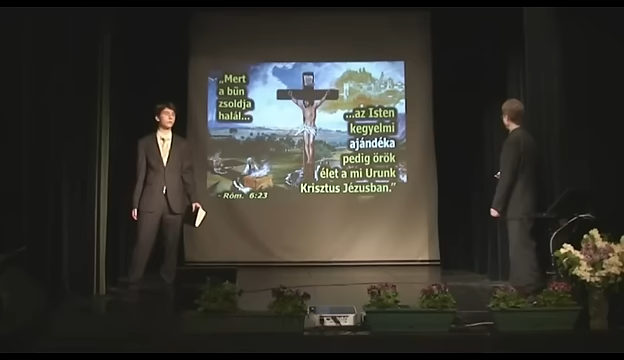 „Mert
a bűn
zsoldja
halál...
...az Isten
kegyelmi
ajándéka
pedig örök
élet a mi Urunk
Krisztus Jézusban."
- Róm. 6:23